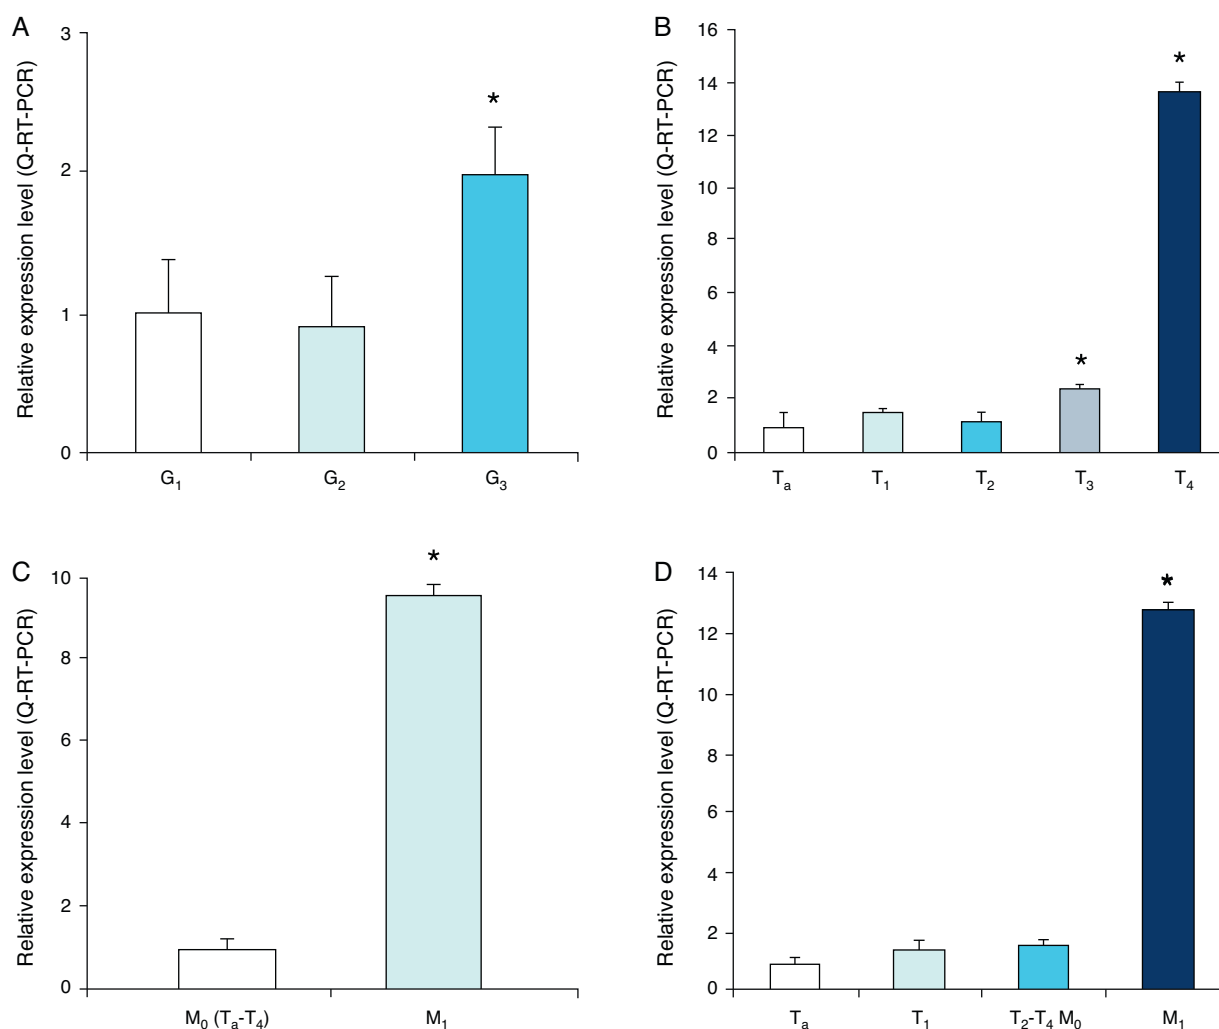 A
Relative expression level (Q-RT-PCR)
3
2
1
0
*
G₁ G₂ G₃
B
Relative expression level (Q-RT-PCR)
16
14
12
10
8
6
4
2
0
*
*
Tₐ T₁ T₂ T₃ T₄
C
Relative expression level (Q-RT-PCR)
10
8
6
4
2
0
*
M₀ (Tₐ-T₄) M₁
D
Relative expression level (Q-RT-PCR)
14
12
10
8
6
4
2
0
*
Tₐ T₁ T₂-T₄ M₀ M₁